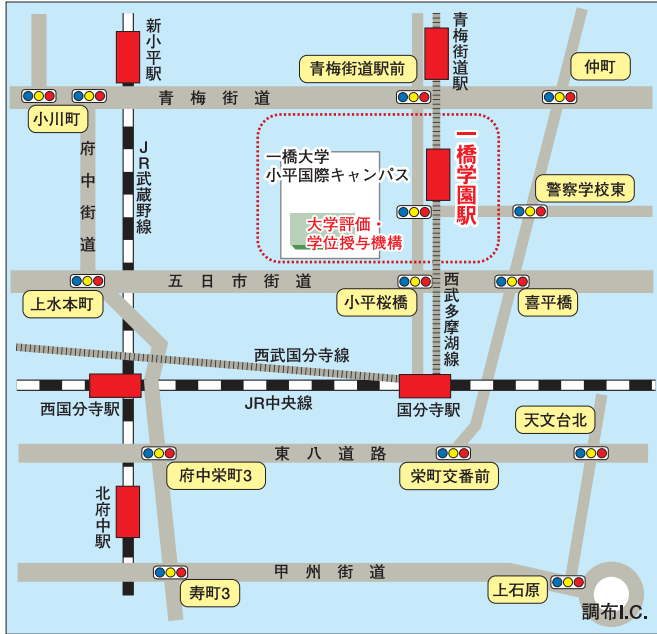 新小平駅
青梅街道駅前
青梅街道駅
仲町
青梅街道
小川町
府中街道
JR武蔵野線
一橋大学
小平国際キャンパス
一橋学園駅
警察学校東
大学評価・
学位授与機構
五日市街道
上水本町
小平桜橋
西武多摩湖線
喜平橋
西武国分寺線
西国分寺駅
JR中央線
国分寺駅
天文台北
東八道路
府中栄町3
栄町交番前
北府中駅
甲州街道
寿町3
上石原
調布I.C.